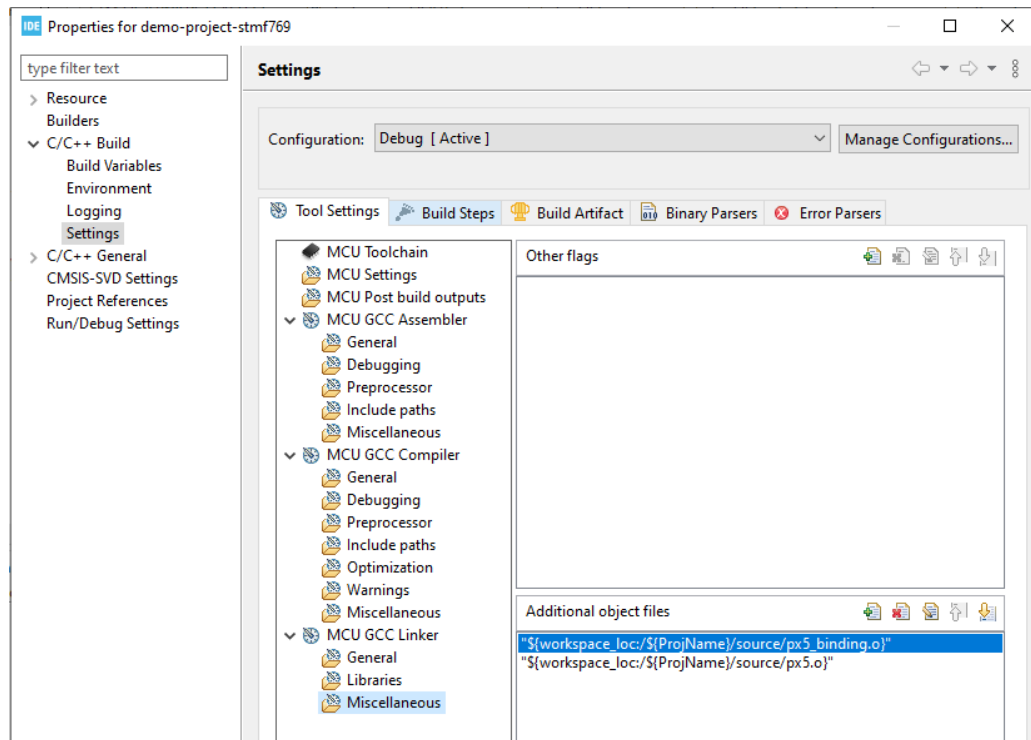 IDE Properties for demo-project-stmf769
type filter text
Resource
Builders
C/C++ Build
Build Variables
Environment
Logging
Settings
C/C++ General
CMSIS-SVD Settings
Project References
Run/Debug Settings
Settings
Configuration: Debug [ Active ] Manage Configurations...
Tool Settings Build Steps Build Artifact Binary Parsers Error Parsers
MCU Toolchain
MCU Settings
MCU Post build outputs
MCU GCC Assembler
General
Debugging
Preprocessor
Include paths
Miscellaneous
MCU GCC Compiler
General
Debugging
Preprocessor
Include paths
Optimization
Warnings
Miscellaneous
MCU GCC Linker
General
Libraries
Miscellaneous
Other flags
Additional object files
"${workspace_loc:/${ProjName}/source/px5_binding.o}"
"${workspace_loc:/${ProjName}/source/px5.o}"